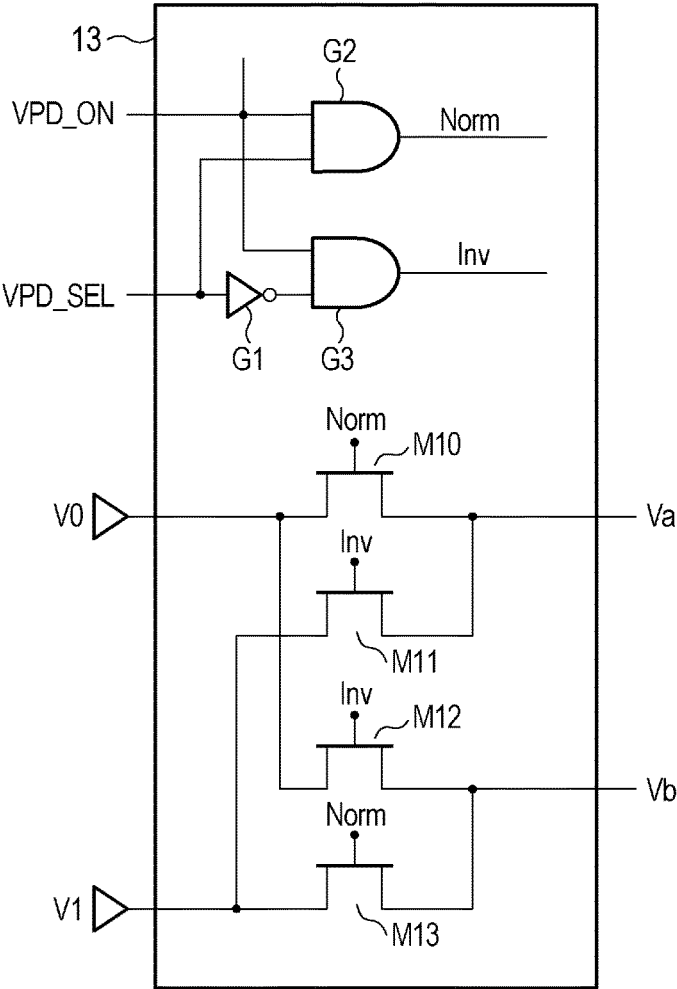 13
G2
VPD_ON
Norm
Inv
VPD_SEL
G1
G3
Norm
M10
V0
Va
Inv
M11
Inv
M12
Vb
Norm
V1
M13